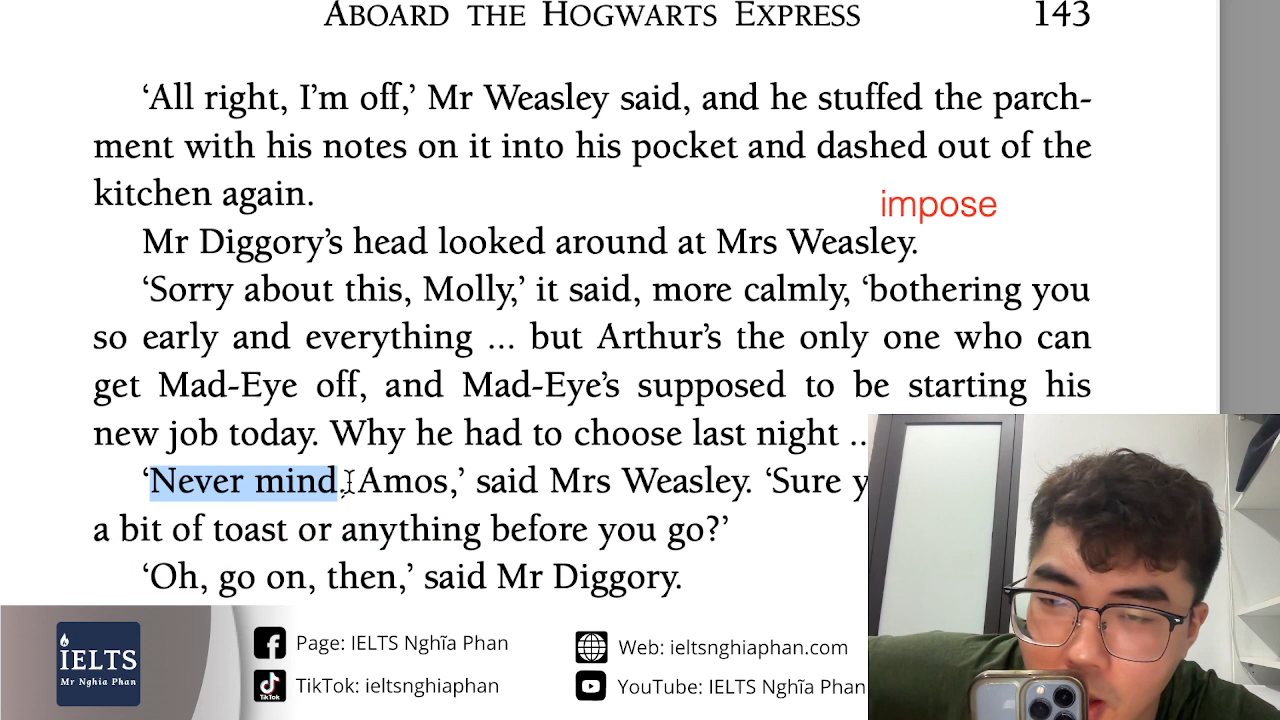 ABOARD THE HOGWARTS EXPRESS 143
‘All right, I’m off,’ Mr Weasley said, and he stuffed the parch-
ment with his notes on it into his pocket and dashed out of the
kitchen again.
impose
Mr Diggory’s head looked around at Mrs Weasley.
‘Sorry about this, Molly,’ it said, more calmly, ‘bothering you
so early and everything ... but Arthur’s the only one who can
get Mad-Eye off, and Mad-Eye’s supposed to be starting his
new job today. Why he had to choose last night ..
‘Never mind, Amos,’ said Mrs Weasley. ‘Sure y
a bit of toast or anything before you go?’
‘Oh, go on, then,’ said Mr Diggory.
IELTS
Mr Nghia Phan
Page: IELTS Nghĩa Phan
TikTok
TikTok: ieltsnghiaphan
Web: ieltsnghiaphan.com
YouTube: IELTS Nghĩa Phan